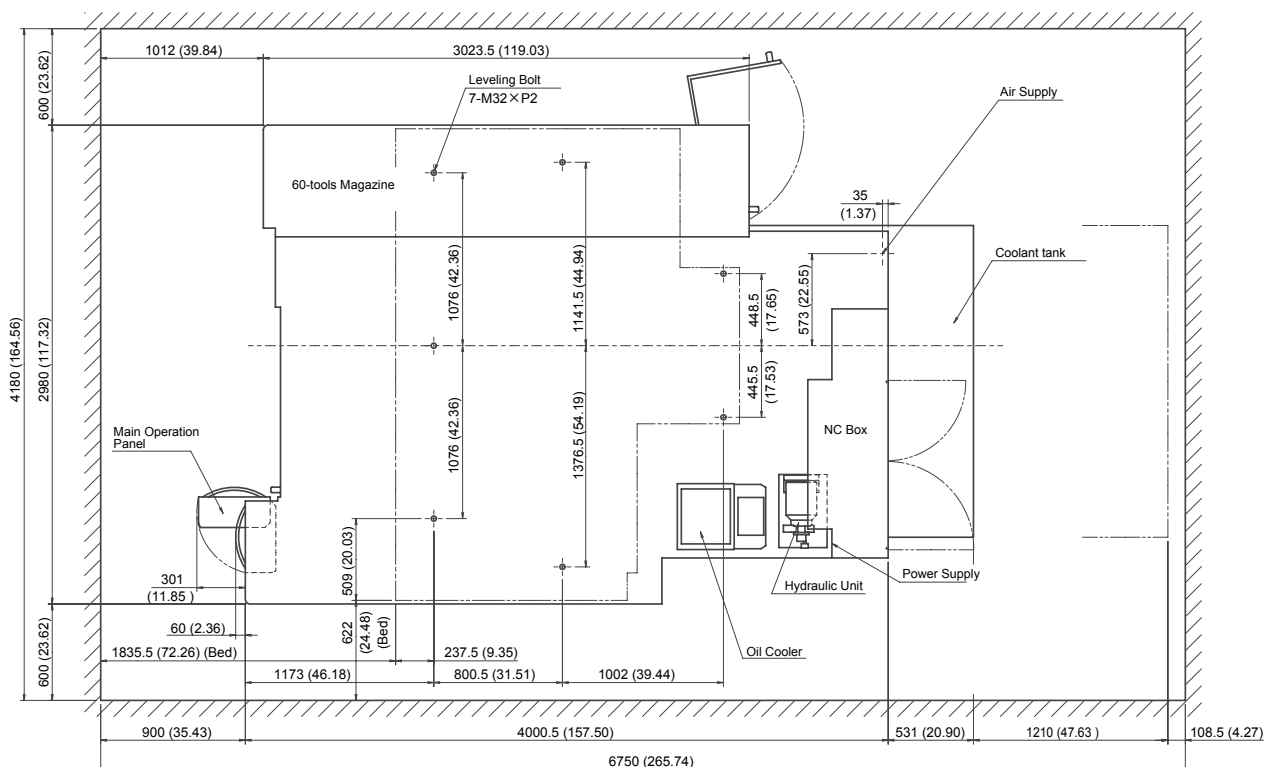 1012 (39.84)
3023.5 (119.03)
600 (23.62)
Leveling Bolt
7-M32×P2
Air Supply
60-tools Magazine
35
(1.37)
Coolant tank
1076 (42.36)
1141.5 (44.94)
448.5
(17.65)
573 (22.55)
4180 (164.56)
2980 (117.32)
445.5
(17.53)
Main Operation
Panel
1076 (42.36)
1376.5 (54.19)
NC Box
509 (20.03)
301
(11.85 )
Hydraulic Unit
Power Supply
60 (2.36)
622
(24.48)
(Bed)
600 (23.62)
1835.5 (72.26) (Bed)
237.5 (9.35)
Oil Cooler
1173 (46.18)
800.5 (31.51)
1002 (39.44)
900 (35.43)
4000.5 (157.50)
531 (20.90)
1210 (47.63 )
108.5 (4.27)
6750 (265.74)